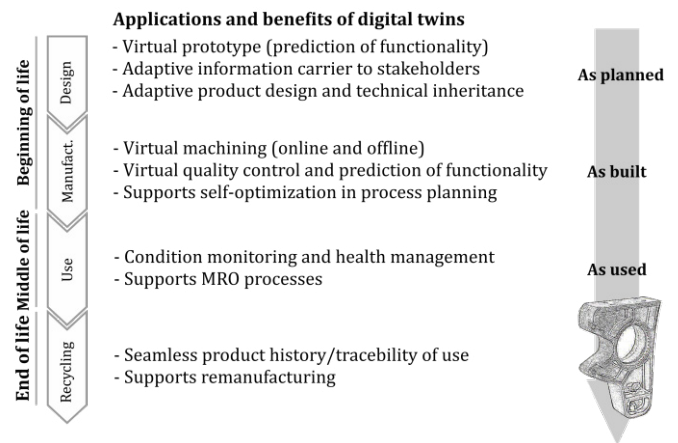 Applications and benefits of digital twins
Beginning of life
Design
- Virtual prototype (prediction of functionality)
- Adaptive information carrier to stakeholders
- Adaptive product design and technical inheritance
As planned
Manufact.
- Virtual machining (online and offline)
- Virtual quality control and prediction of functionality
- Supports self-optimization in process planning
As built
Middle of life
Use
- Condition monitoring and health management
- Supports MRO processes
As used
End of life
Recycling
- Seamless product history/tracebility of use
- Supports remanufacturing